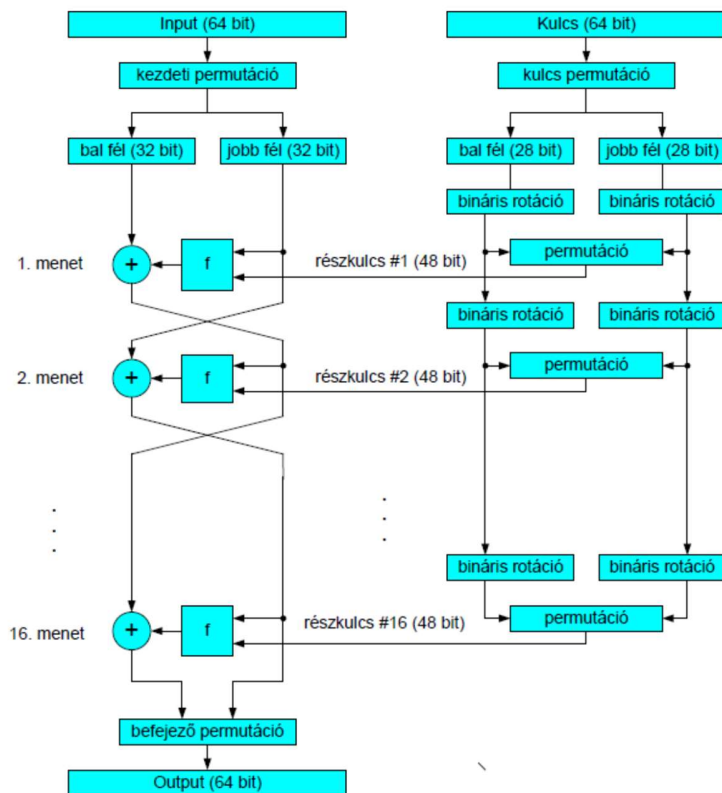 Input (64 bit)
Kulcs (64 bit)
kezdeti permutáció
kulcs permutáció
bal fél (32 bit)
jobb fél (32 bit)
bal fél (28 bit)
jobb fél (28 bit)
bináris rotáció
bináris rotáció
1. menet
+
f
részkulcs #1 (48 bit)
permutáció
bináris rotáció
bináris rotáció
2. menet
+
f
részkulcs #2 (48 bit)
permutáció
bináris rotáció
bináris rotáció
16. menet
+
f
részkulcs #16 (48 bit)
permutáció
befejező permutáció
Output (64 bit)